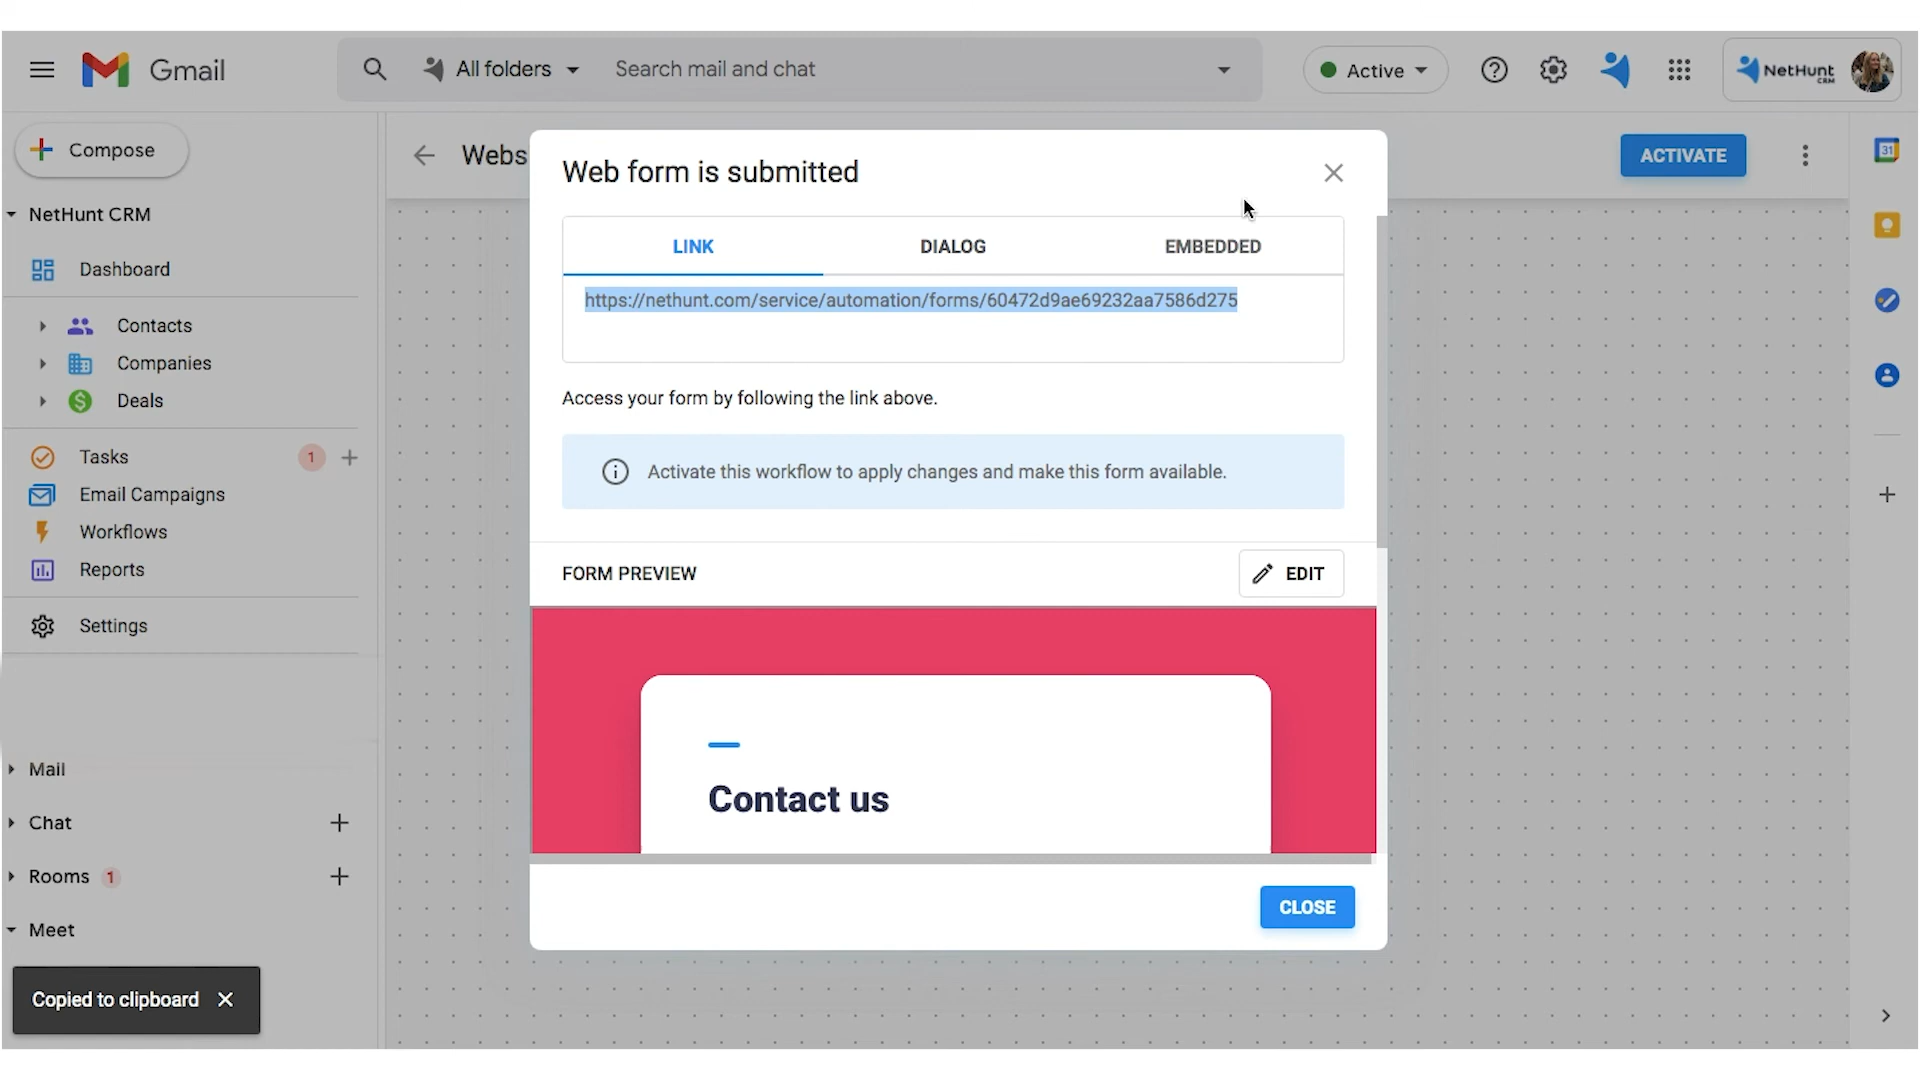 Gmail
All folders
Search mail and chat
Active
NetHunt
CRM
Compose
Webs
ACTIVATE
31
NetHunt CRM
Dashboard
Contacts
Companies
Deals
Tasks 1
Email Campaigns
Workflows
Reports
Settings
Mail
Chat
Rooms 1
Meet
Copied to clipboard
Web form is submitted
LINK DIALOG EMBEDDED
https://nethunt.com/service/automation/forms/60472d9ae69232aa7586d275
Access your form by following the link above.
Activate this workflow to apply changes and make this form available.
FORM PREVIEW
EDIT
Contact us
CLOSE